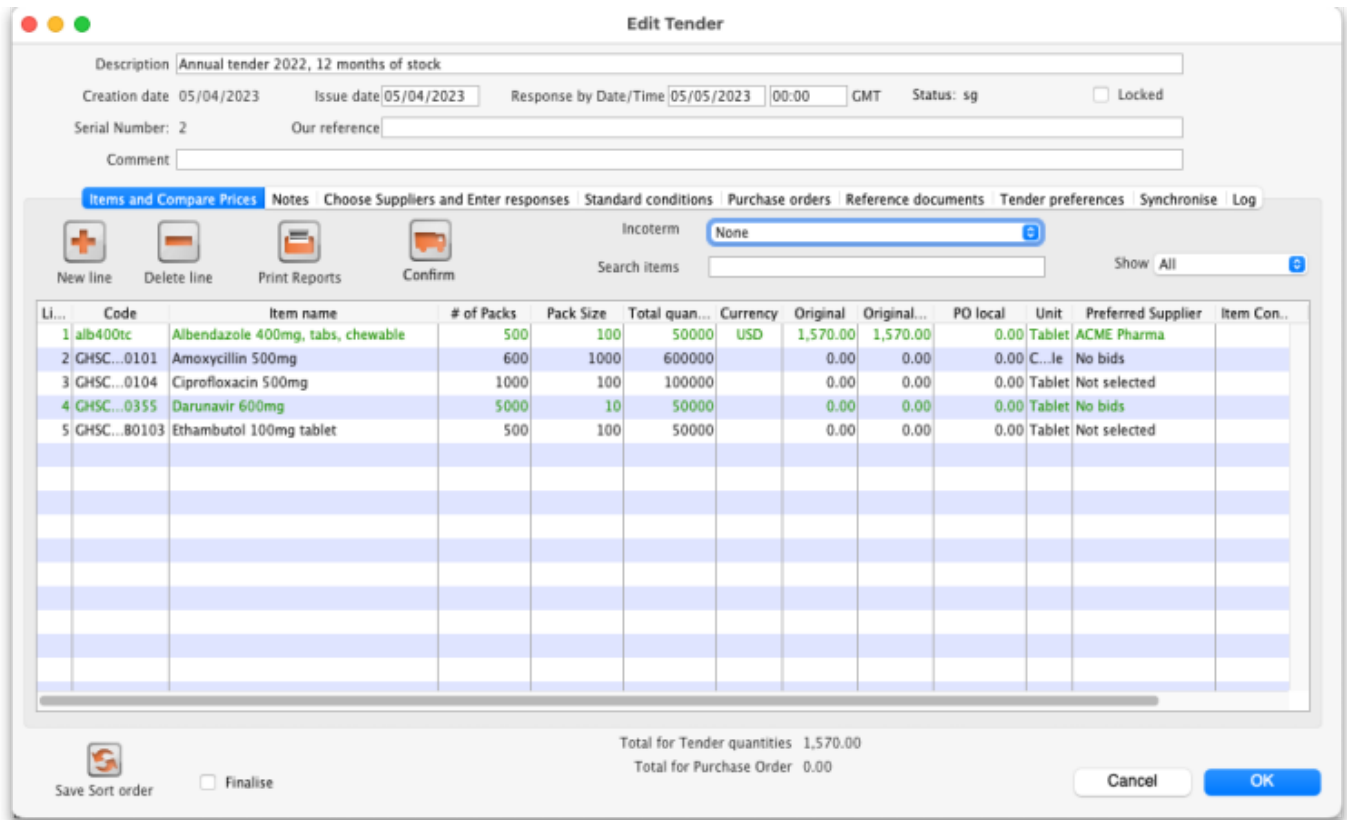 Edit Tender
Description Annual tender 2022, 12 months of stock
Creation date 05/04/2023 Issue date 05/04/2023 Response by Date/Time 05/05/2023 00:00 GMT Status: sg Locked
Serial Number: 2 Our reference
Comment
Items and Compare Prices Notes Choose Suppliers and Enter responses Standard conditions Purchase orders Reference documents Tender preferences Synchronise Log
New line Delete line Print Reports Confirm
Incoterm None
Search items Show All
Li... Code Item name # of Packs Pack Size Total quan... Currency Original Original... PO local Unit Preferred Supplier Item Con..
1 alb400tc Albendazole 400mg, tabs, chewable 500 100 50000 USD 1,570.00 1,570.00 0.00 Tablet ACME Pharma
2 GHSC...0101 Amoxycillin 500mg 600 1000 600000 0.00 0.00 0.00 C...le No bids
3 GHSC...0104 Ciprofloxacin 500mg 1000 100 100000 0.00 0.00 0.00 Tablet Not selected
4 GHSC...0355 Darunavir 600mg 5000 10 50000 0.00 0.00 0.00 Tablet No bids
5 GHSC...B0103 Ethambutol 100mg tablet 500 100 50000 0.00 0.00 0.00 Tablet Not selected
Total for Tender quantities 1,570.00
Total for Purchase Order 0.00
Save Sort order Finalise Cancel OK